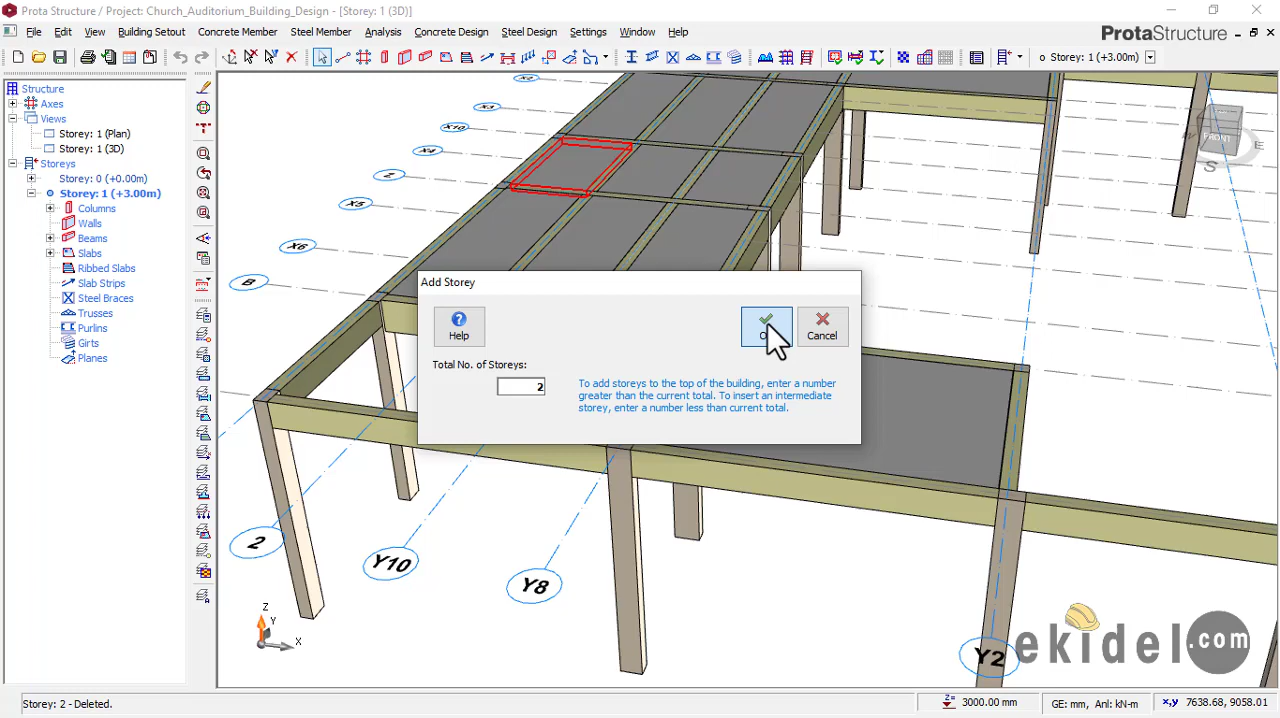 Prota Structure / Project: Church_Auditorium_Building_Design - [Storey: 1 (3D)]
File Edit View Building Setout Concrete Member Steel Member Analysis Concrete Design Steel Design Settings Window Help
ProtaStructure
Storey: 1 (+3.00m)
Structure
Axes
Views
Storey: 1 (Plan)
Storey: 1 (3D)
Storeys
Storey: 0 (+0.00m)
Storey: 1 (+3.00m)
Columns
Walls
Beams
Slabs
Ribbed Slabs
Slab Strips
Steel Braces
Trusses
Purlins
Girts
Planes
X10
X4
Z
X5
X6
B
2
Y10
Y8
Y2
FRONT
E
S
Add Storey
Help
Cancel
Total No. of Storeys:
2
To add storeys to the top of the building, enter a number
greater than the current total. To insert an intermediate
storey, enter a number less than current total.
Z
Y
X
ekidel.com
Storey: 2 - Deleted.
Z= 3000.00 mm
GE: mm, Anl: kN-m
x,y 7638.68, 9058.01